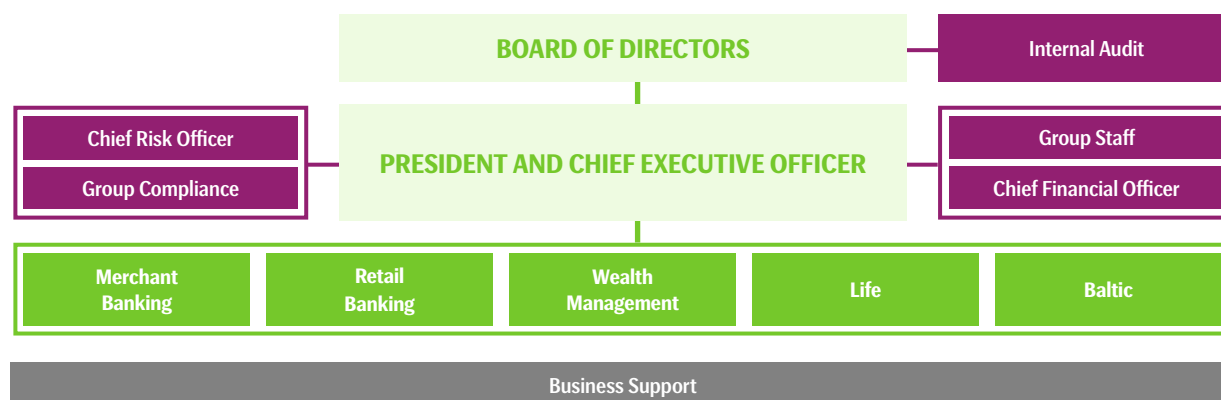 BOARD OF DIRECTORS
Internal Audit
Chief Risk Officer
Group Compliance
PRESIDENT AND CHIEF EXECUTIVE OFFICER
Group Staff
Chief Financial Officer
Merchant
Banking
Retail
Banking
Wealth
Management
Life
Baltic
Business Support